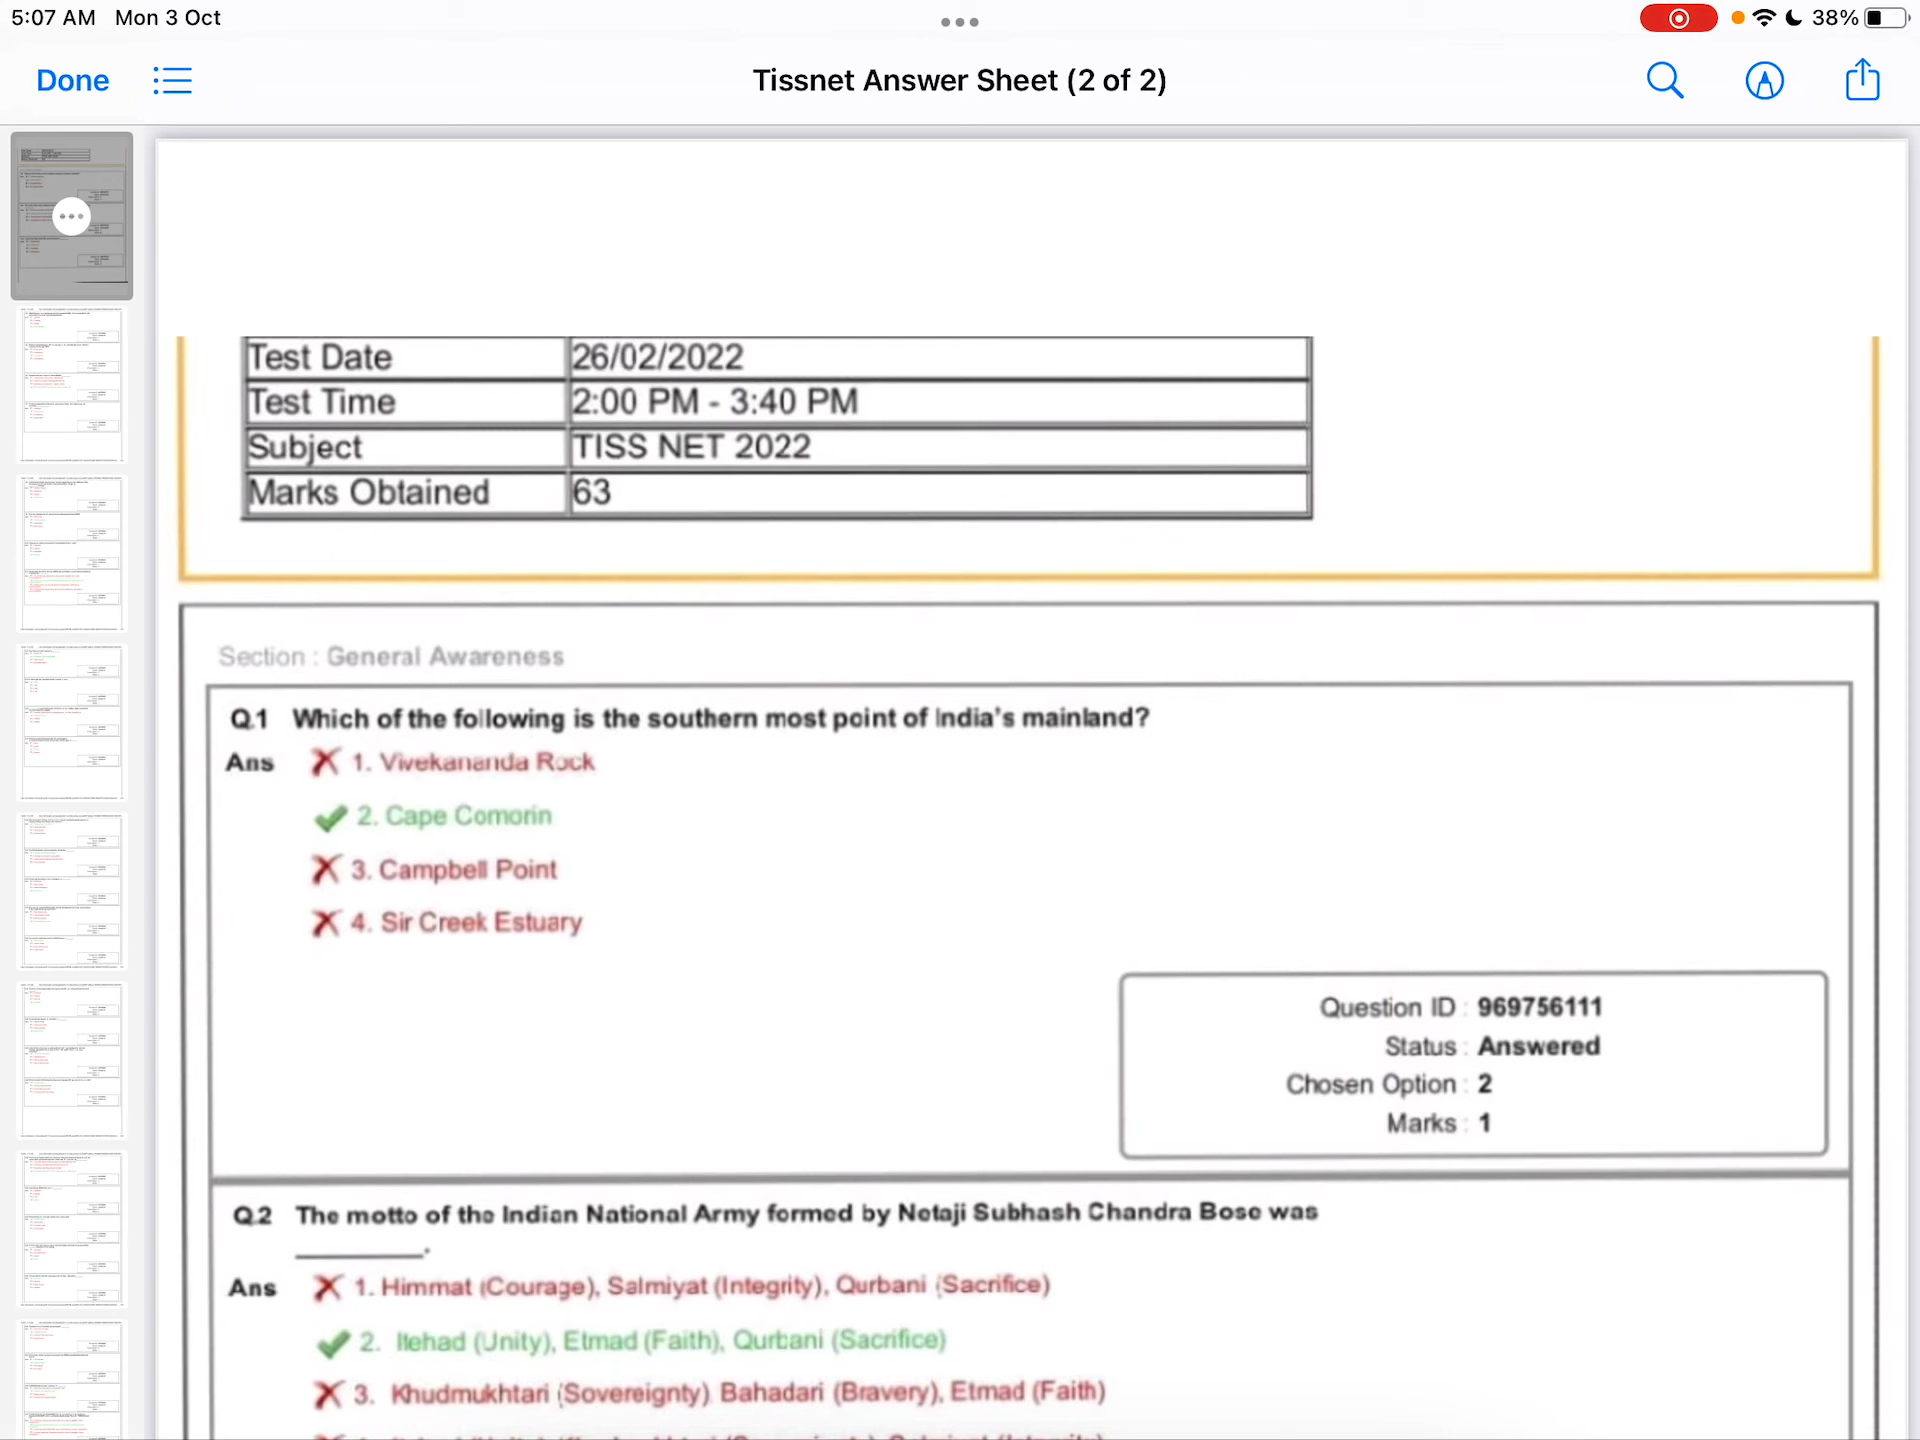 5:07 AM Mon 3 Oct
38%
Done
Tissnet Answer Sheet (2 of 2)
Test Date 26/02/2022
Test Time 2:00 PM - 3:40 PM
Subject TISS NET 2022
Marks Obtained 63
Section : General Awareness
Q.1 Which of the following is the southern most point of India's mainland?
Ans 1. Vivekananda Rock
2. Cape Comorin
3. Campbell Point
4. Sir Creek Estuary
Question ID : 969756111
Status : Answered
Chosen Option : 2
Marks : 1
Q.2 The motto of the Indian National Army formed by Netaji Subhash Chandra Bose was
________.
Ans 1. Himmat (Courage), Salmiyat (Integrity), Qurbani (Sacrifice)
2. Itehad (Unity), Etmad (Faith), Qurbani (Sacrifice)
3. Khudmukhtari (Sovereignty) Bahadari (Bravery), Etmad (Faith)